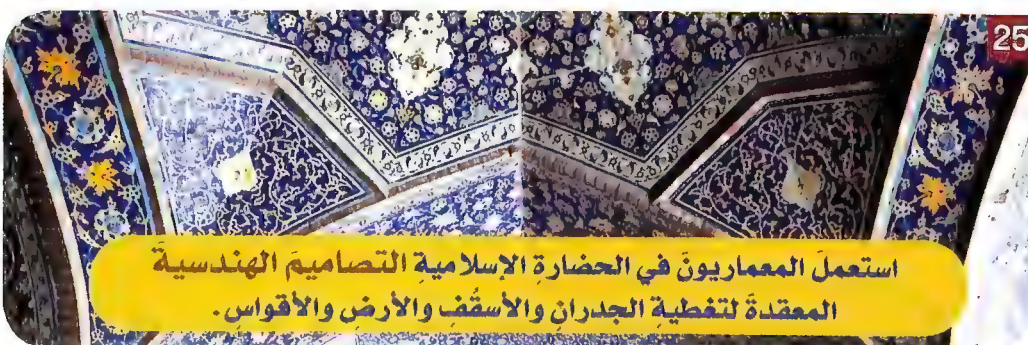 25
استعملَ المعماريونَ في الحضارةِ الإسلاميةِ التصاميمَ الهندسيةَ
المعقدةَ لتغطيةِ الجدرانِ والأسقُفِ والأرضِ والأقواسِ.